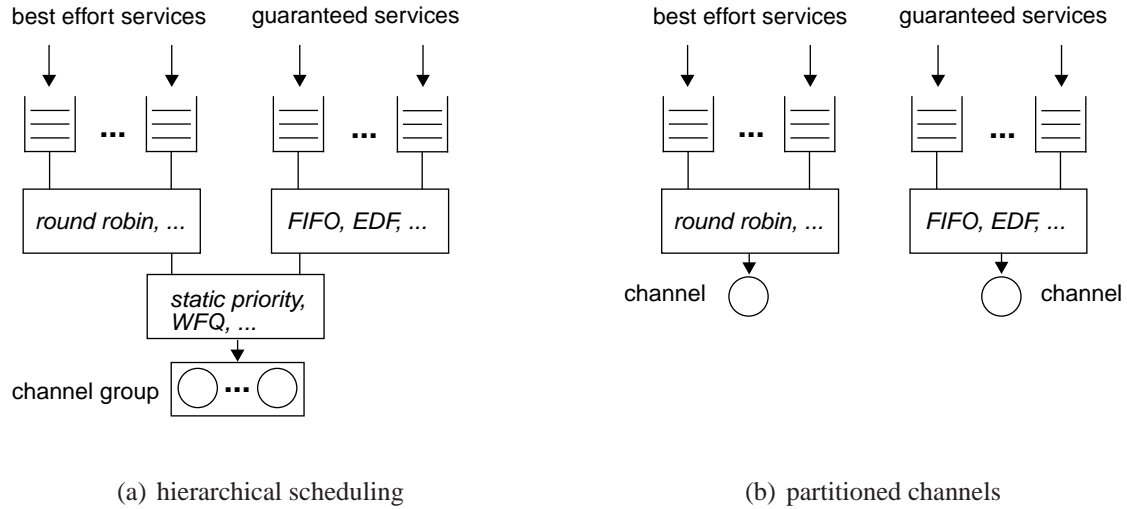 best effort services
guaranteed services
...
...
round robin, ...
FIFO, EDF, ...
static priority,
WFQ, ...
channel group
...
(a) hierarchical scheduling
best effort services
guaranteed services
...
...
round robin, ...
FIFO, EDF, ...
channel
channel
(b) partitioned channels